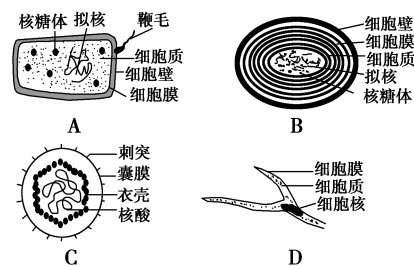 核糖体 拟核 鞭毛
细胞质
细胞壁
细胞膜
A
细胞壁
细胞膜
细胞质
拟核
核糖体
B
刺突
囊膜
衣壳
核酸
C
细胞膜
细胞质
细胞核
D